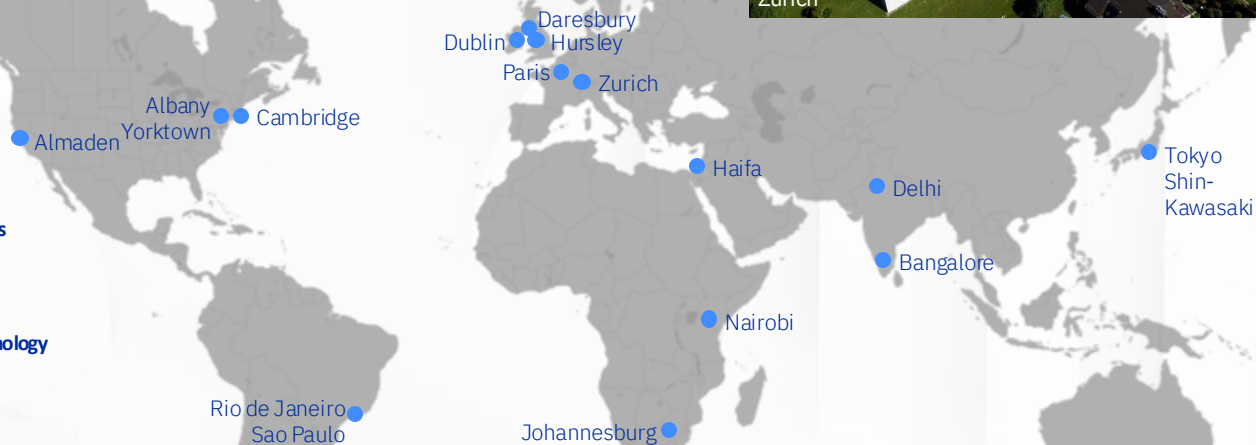 Zurich
Daresbury
Dublin
Hursley
Paris
Zurich
Albany
Yorktown
Cambridge
Almaden
Haifa
Tokyo
Shin-
Kawasaki
Delhi
Bangalore
Nairobi
Rio de Janeiro
Sao Paulo
Johannesburg